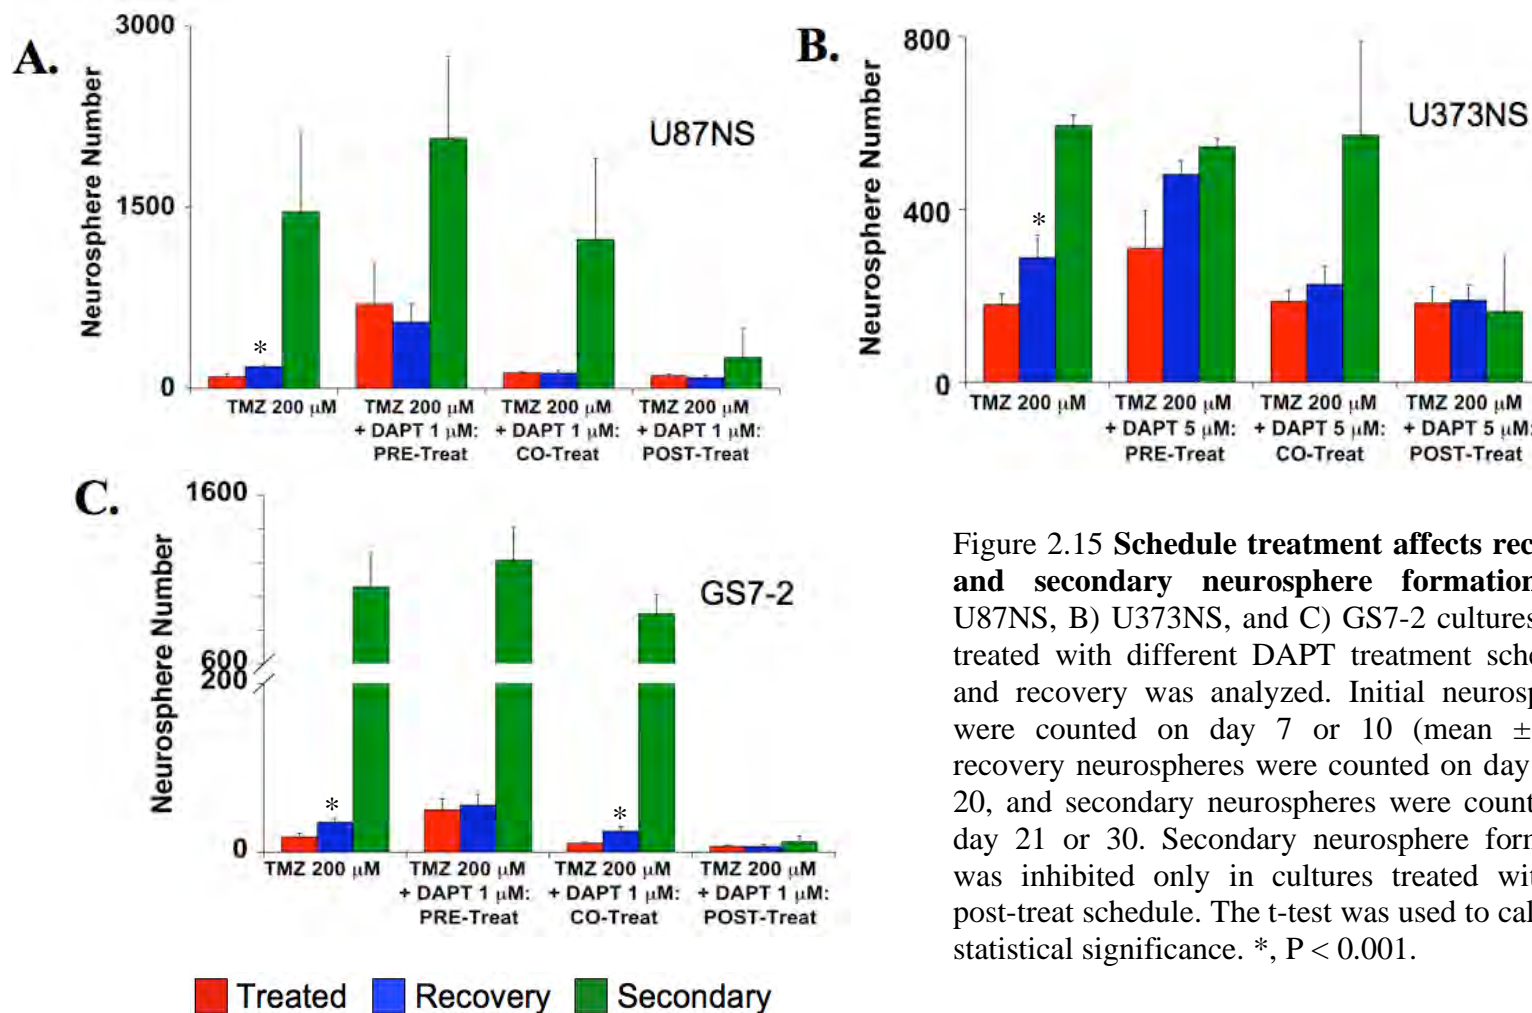 A.
3000
1500
0
Neurosphere Number
U87NS
*
TMZ 200 μM
TMZ 200 μM
+ DAPT 1 μM:
PRE-Treat
TMZ 200 μM
+ DAPT 1 μM:
CO-Treat
TMZ 200 μM
+ DAPT 1 μM:
POST-Treat
B.
800
400
0
Neurosphere Number
U373NS
*
TMZ 200 μM
TMZ 200 μM
+ DAPT 5 μM:
PRE-Treat
TMZ 200 μM
+ DAPT 5 μM:
CO-Treat
TMZ 200 μM
+ DAPT 5 μM:
POST-Treat
C.
1600
600
200
0
Neurosphere Number
GS7-2
*
*
TMZ 200 μM
TMZ 200 μM
+ DAPT 1 μM:
PRE-Treat
TMZ 200 μM
+ DAPT 1 μM:
CO-Treat
TMZ 200 μM
+ DAPT 1 μM:
POST-Treat
Treated Recovery Secondary
Figure 2.15 Schedule treatment affects rec
and secondary neurosphere formation
U87NS, B) U373NS, and C) GS7-2 cultures
treated with different DAPT treatment sche
and recovery was analyzed. Initial neurosp
were counted on day 7 or 10 (mean ±
recovery neurospheres were counted on day
20, and secondary neurospheres were count
day 21 or 30. Secondary neurosphere form
was inhibited only in cultures treated wit
post-treat schedule. The t-test was used to cal
statistical significance. *, P < 0.001.